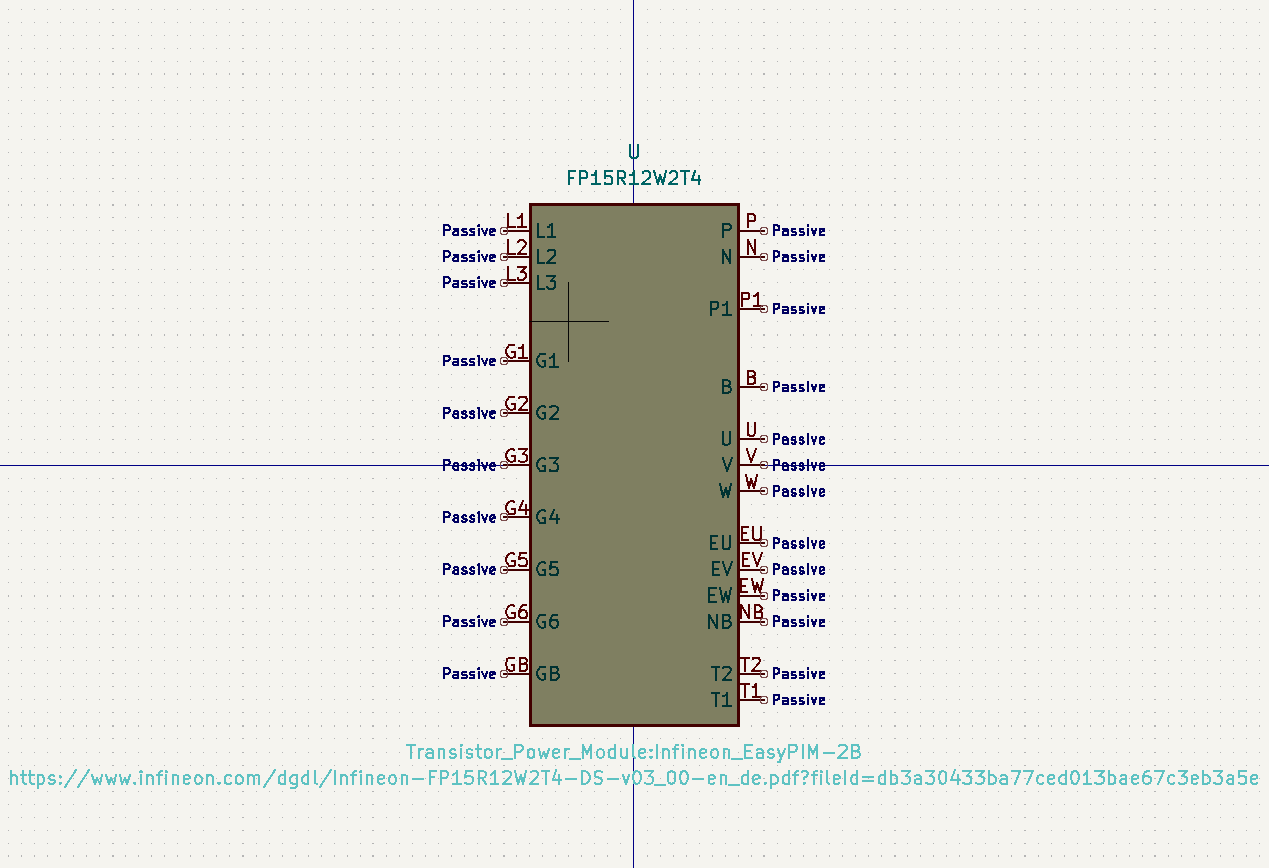 U
FP15R12W2T4
Passive L1 L1 P P Passive
Passive L2 L2 N N Passive
Passive L3 L3
P1 P1 Passive
Passive G1 G1
B B Passive
Passive G2 G2
U U Passive
Passive G3 G3 V V Passive
W W Passive
Passive G4 G4
EU EU Passive
Passive G5 G5 EV EV Passive
EW EW Passive
Passive G6 G6 NB NB Passive
Passive GB GB T2 T2 Passive
T1 T1 Passive
Transistor_Power_Module:Infineon_EasyPIM-2B
https://www.infineon.com/dgdl/Infineon-FP15R12W2T4-DS-v03_00-en_de.pdf?fileId=db3a30433ba77ced013bae67c3eb3a5e